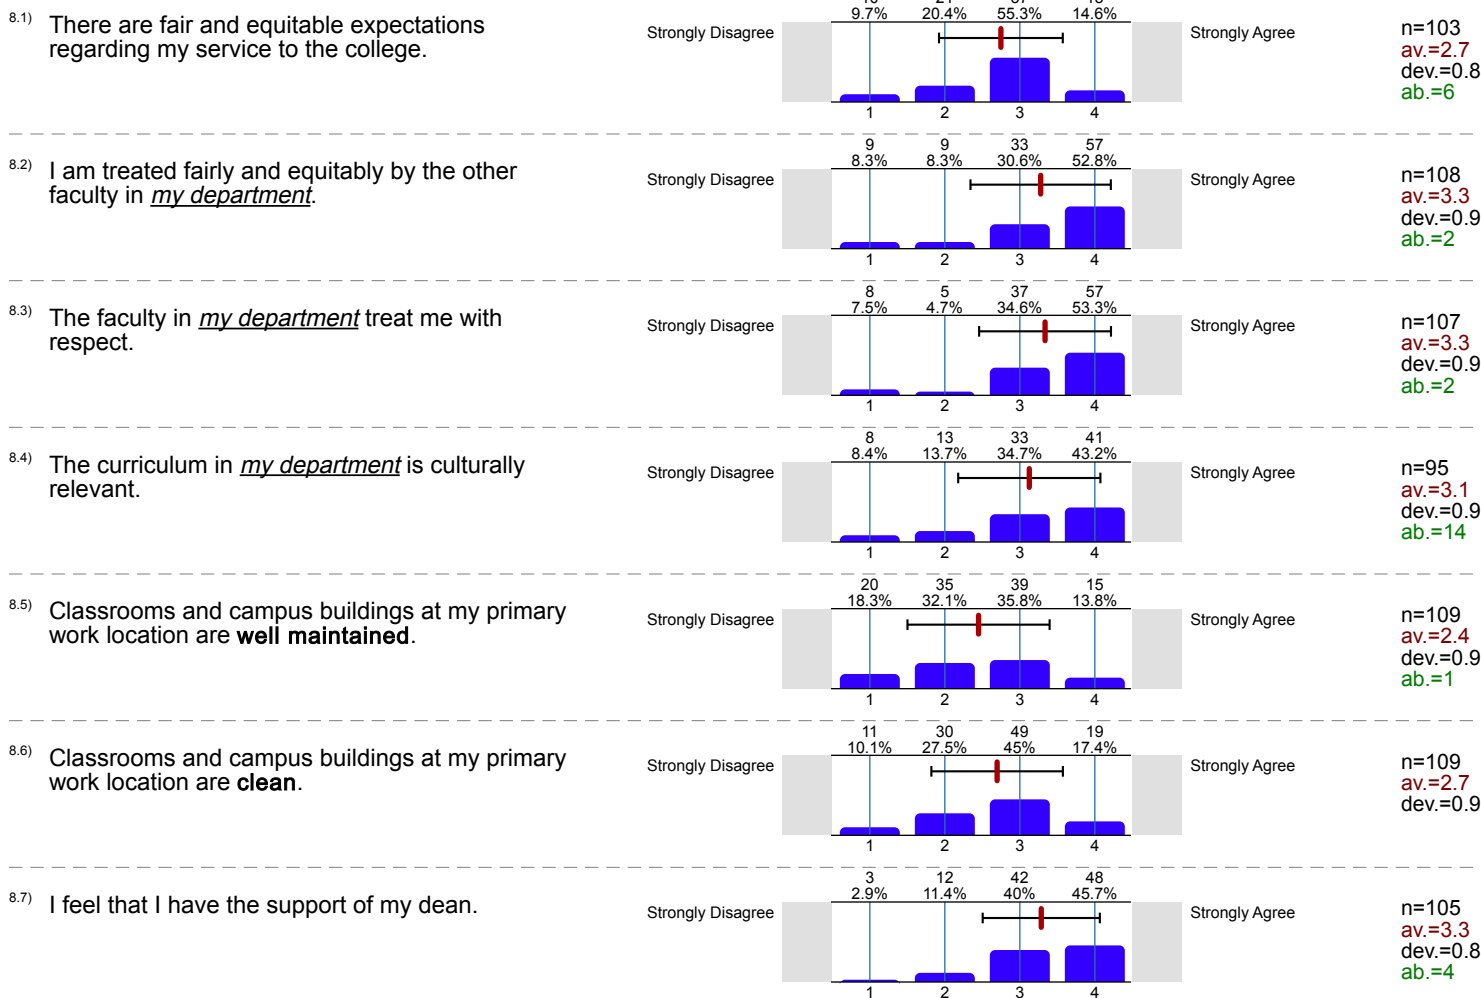 8.1) There are fair and equitable expectations
regarding my service to the college.
Strongly Disagree
9.7% 20.4% 55.3% 14.6%
1 2 3 4
Strongly Agree
n=103
av.=2.7
dev.=0.8
ab.=6
8.2) I am treated fairly and equitably by the other
faculty in my department.
Strongly Disagree
9 9 33 57
8.3% 8.3% 30.6% 52.8%
1 2 3 4
Strongly Agree
n=108
av.=3.3
dev.=0.9
ab.=2
8.3) The faculty in my department treat me with
respect.
Strongly Disagree
8 5 37 57
7.5% 4.7% 34.6% 53.3%
1 2 3 4
Strongly Agree
n=107
av.=3.3
dev.=0.9
ab.=2
8.4) The curriculum in my department is culturally
relevant.
Strongly Disagree
8 13 33 41
8.4% 13.7% 34.7% 43.2%
1 2 3 4
Strongly Agree
n=95
av.=3.1
dev.=0.9
ab.=14
8.5) Classrooms and campus buildings at my primary
work location are well maintained.
Strongly Disagree
20 35 39 15
18.3% 32.1% 35.8% 13.8%
1 2 3 4
Strongly Agree
n=109
av.=2.4
dev.=0.9
ab.=1
8.6) Classrooms and campus buildings at my primary
work location are clean.
Strongly Disagree
11 30 49 19
10.1% 27.5% 45% 17.4%
1 2 3 4
Strongly Agree
n=109
av.=2.7
dev.=0.9
8.7) I feel that I have the support of my dean.
Strongly Disagree
3 12 42 48
2.9% 11.4% 40% 45.7%
1 2 3 4
Strongly Agree
n=105
av.=3.3
dev.=0.8
ab.=4